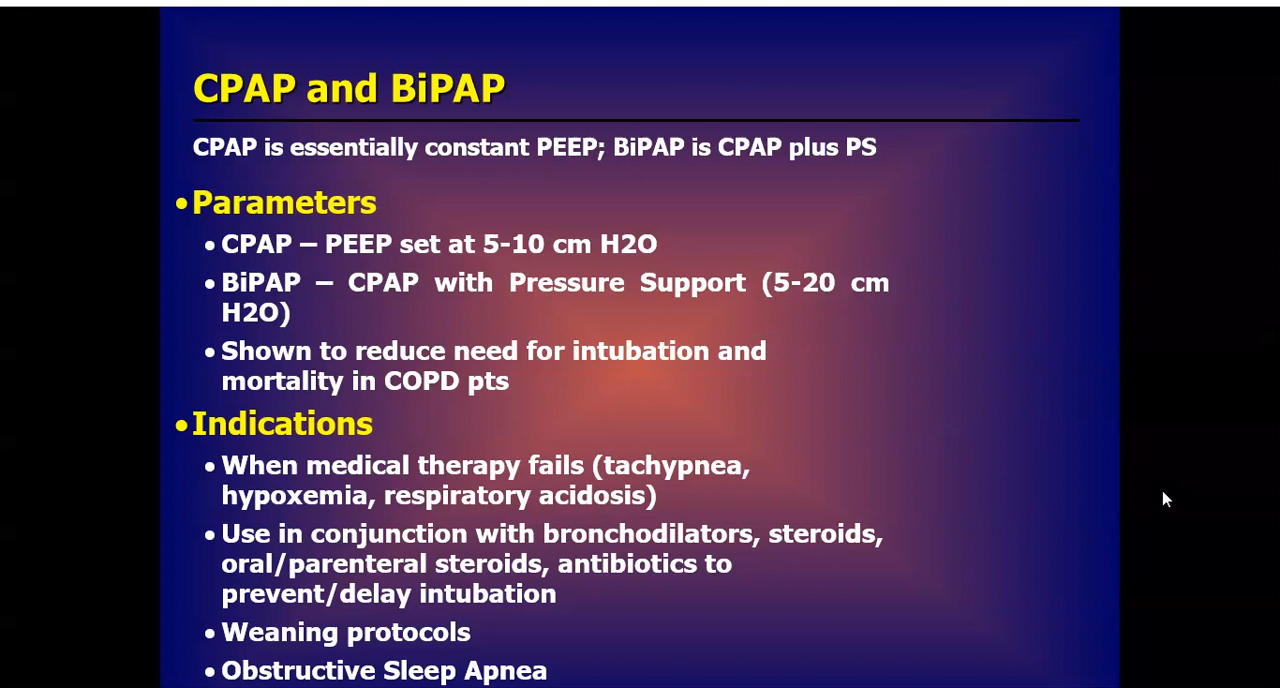 CPAP and BiPAP
CPAP is essentially constant PEEP; BiPAP is CPAP plus PS
•Parameters
•CPAP – PEEP set at 5-10 cm H2O
•BiPAP – CPAP with Pressure Support (5-20 cm
H2O)
•Shown to reduce need for intubation and
mortality in COPD pts
•Indications
•When medical therapy fails (tachypnea,
hypoxemia, respiratory acidosis)
•Use in conjunction with bronchodilators, steroids,
oral/parenteral steroids, antibiotics to
prevent/delay intubation
•Weaning protocols
•Obstructive Sleep Apnea